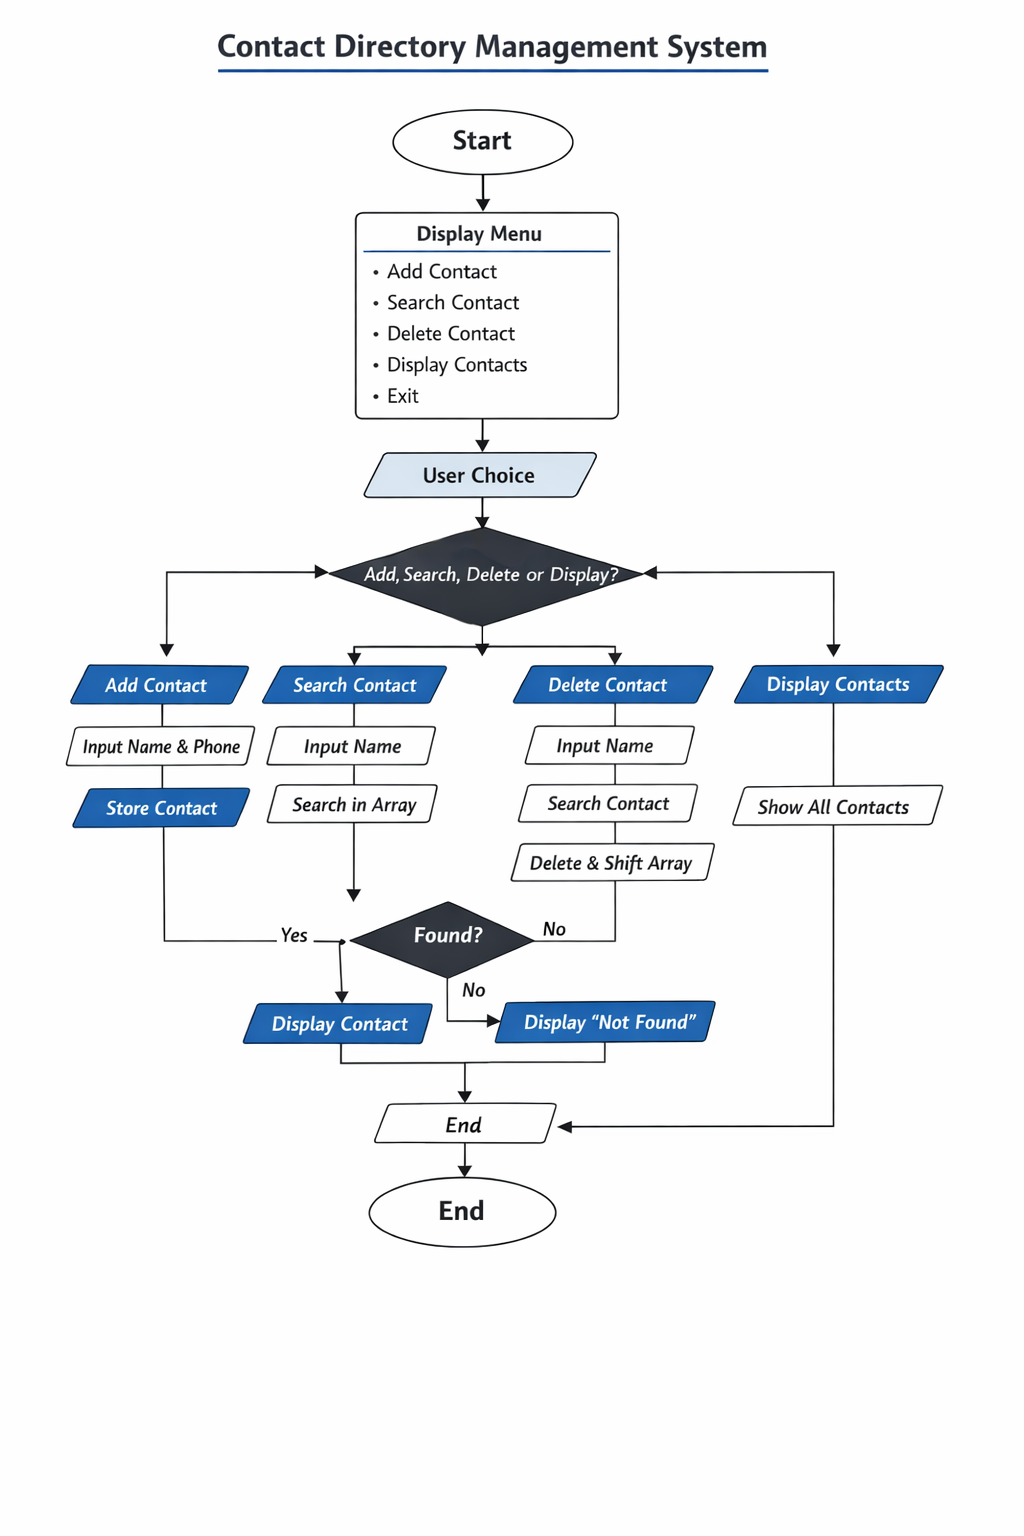 Contact Directory Management System
Start
Display Menu
• Add Contact
• Search Contact
• Delete Contact
• Display Contacts
• Exit
User Choice
Add, Search, Delete or Display?
Add Contact
Search Contact
Delete Contact
Display Contacts
Input Name & Phone
Input Name
Input Name
Store Contact
Search in Array
Search Contact
Show All Contacts
Delete & Shift Array
Yes
Found?
No
No
Display Contact
Display “Not Found”
End
End